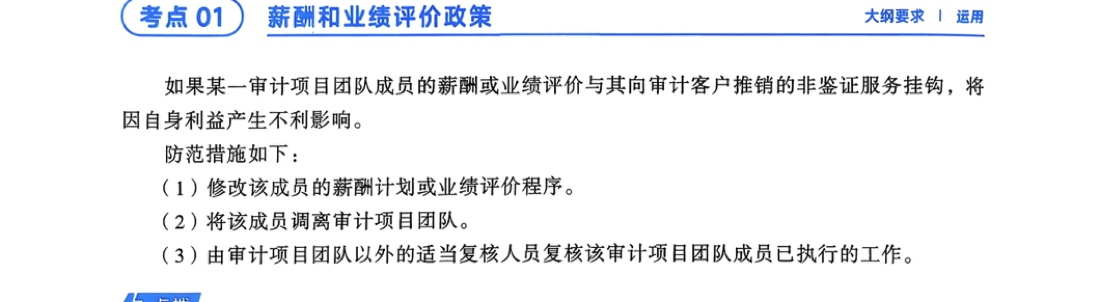 考点 01 薪酬和业绩评价政策 大纲要求 | 运用
如果某一审计项目团队成员的薪酬或业绩评价与其向审计客户推销的非鉴证服务挂钩，将
因自身利益产生不利影响。
防范措施如下：
（1）修改该成员的薪酬计划或业绩评价程序。
（2）将该成员调离审计项目团队。
（3）由审计项目团队以外的适当复核人员复核该审计项目团队成员已执行的工作。